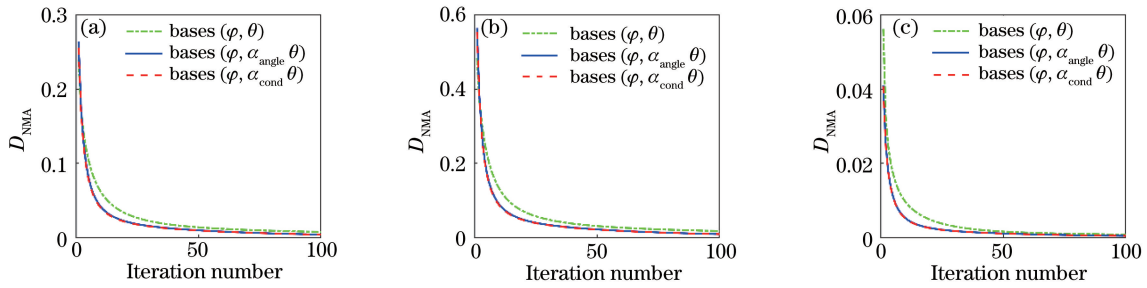 (a)
bases (φ, θ)
bases (φ, α_angle θ)
bases (φ, α_cond θ)
0.3
0.2
0.1
0
D_NMA
0
50
100
Iteration number
(b)
bases (φ, θ)
bases (φ, α_angle θ)
bases (φ, α_cond θ)
0.6
0.4
0.2
0
D_NMA
0
50
100
Iteration number
(c)
bases (φ, θ)
bases (φ, α_angle θ)
bases (φ, α_cond θ)
0.06
0.04
0.02
0
D_NMA
0
50
100
Iteration number